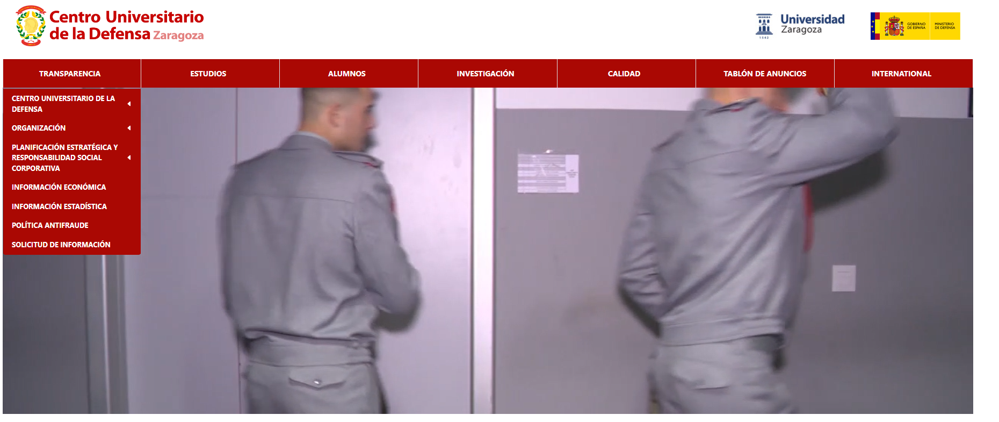 Centro Universitario
de la Defensa Zaragoza
Universidad
Zaragoza
1542
GOBIERNO
DE ESPAÑA
MINISTERIO
DE DEFENSA
TRANSPARENCIA
ESTUDIOS
ALUMNOS
INVESTIGACIÓN
CALIDAD
TABLÓN DE ANUNCIOS
INTERNATIONAL
CENTRO UNIVERSITARIO DE LA
DEFENSA
ORGANIZACIÓN
PLANIFICACIÓN ESTRATÉGICA Y
RESPONSABILIDAD SOCIAL
CORPORATIVA
INFORMACIÓN ECONÓMICA
INFORMACIÓN ESTADÍSTICA
POLÍTICA ANTIFRAUDE
SOLICITUD DE INFORMACIÓN